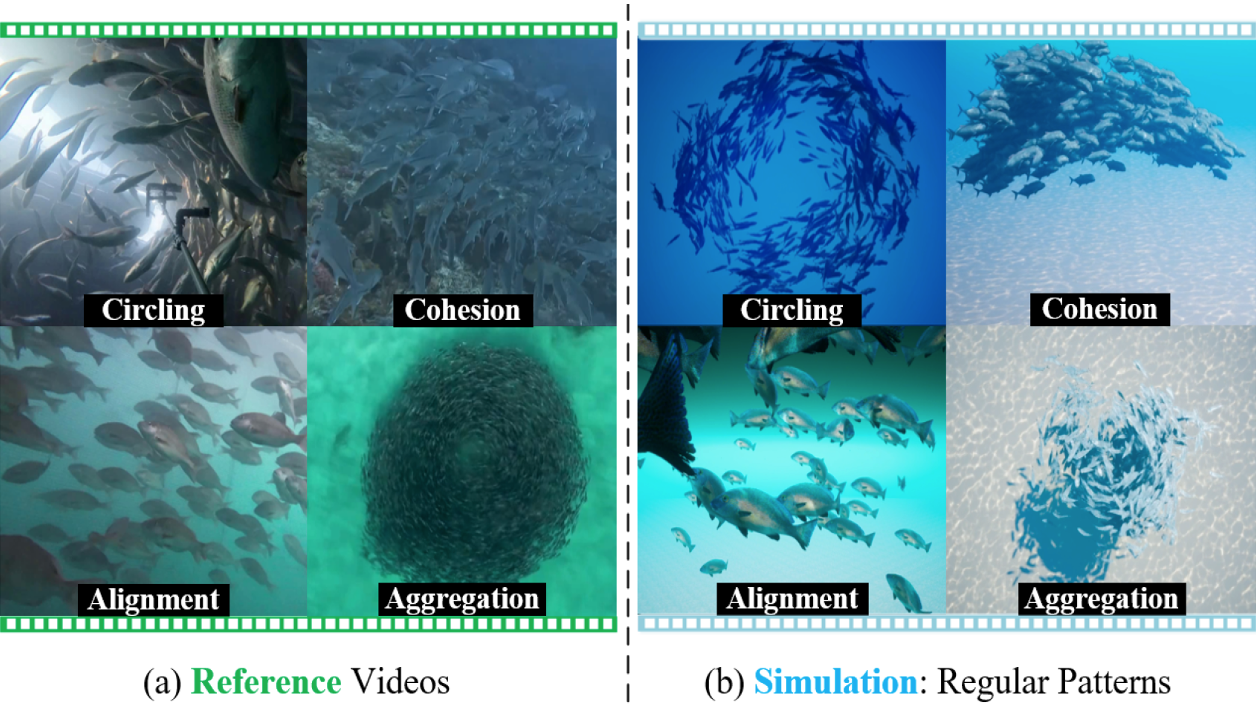 Circling
Cohesion
Alignment
Aggregation
(a) Reference Videos
Circling
Cohesion
Alignment
Aggregation
(b) Simulation: Regular Patterns